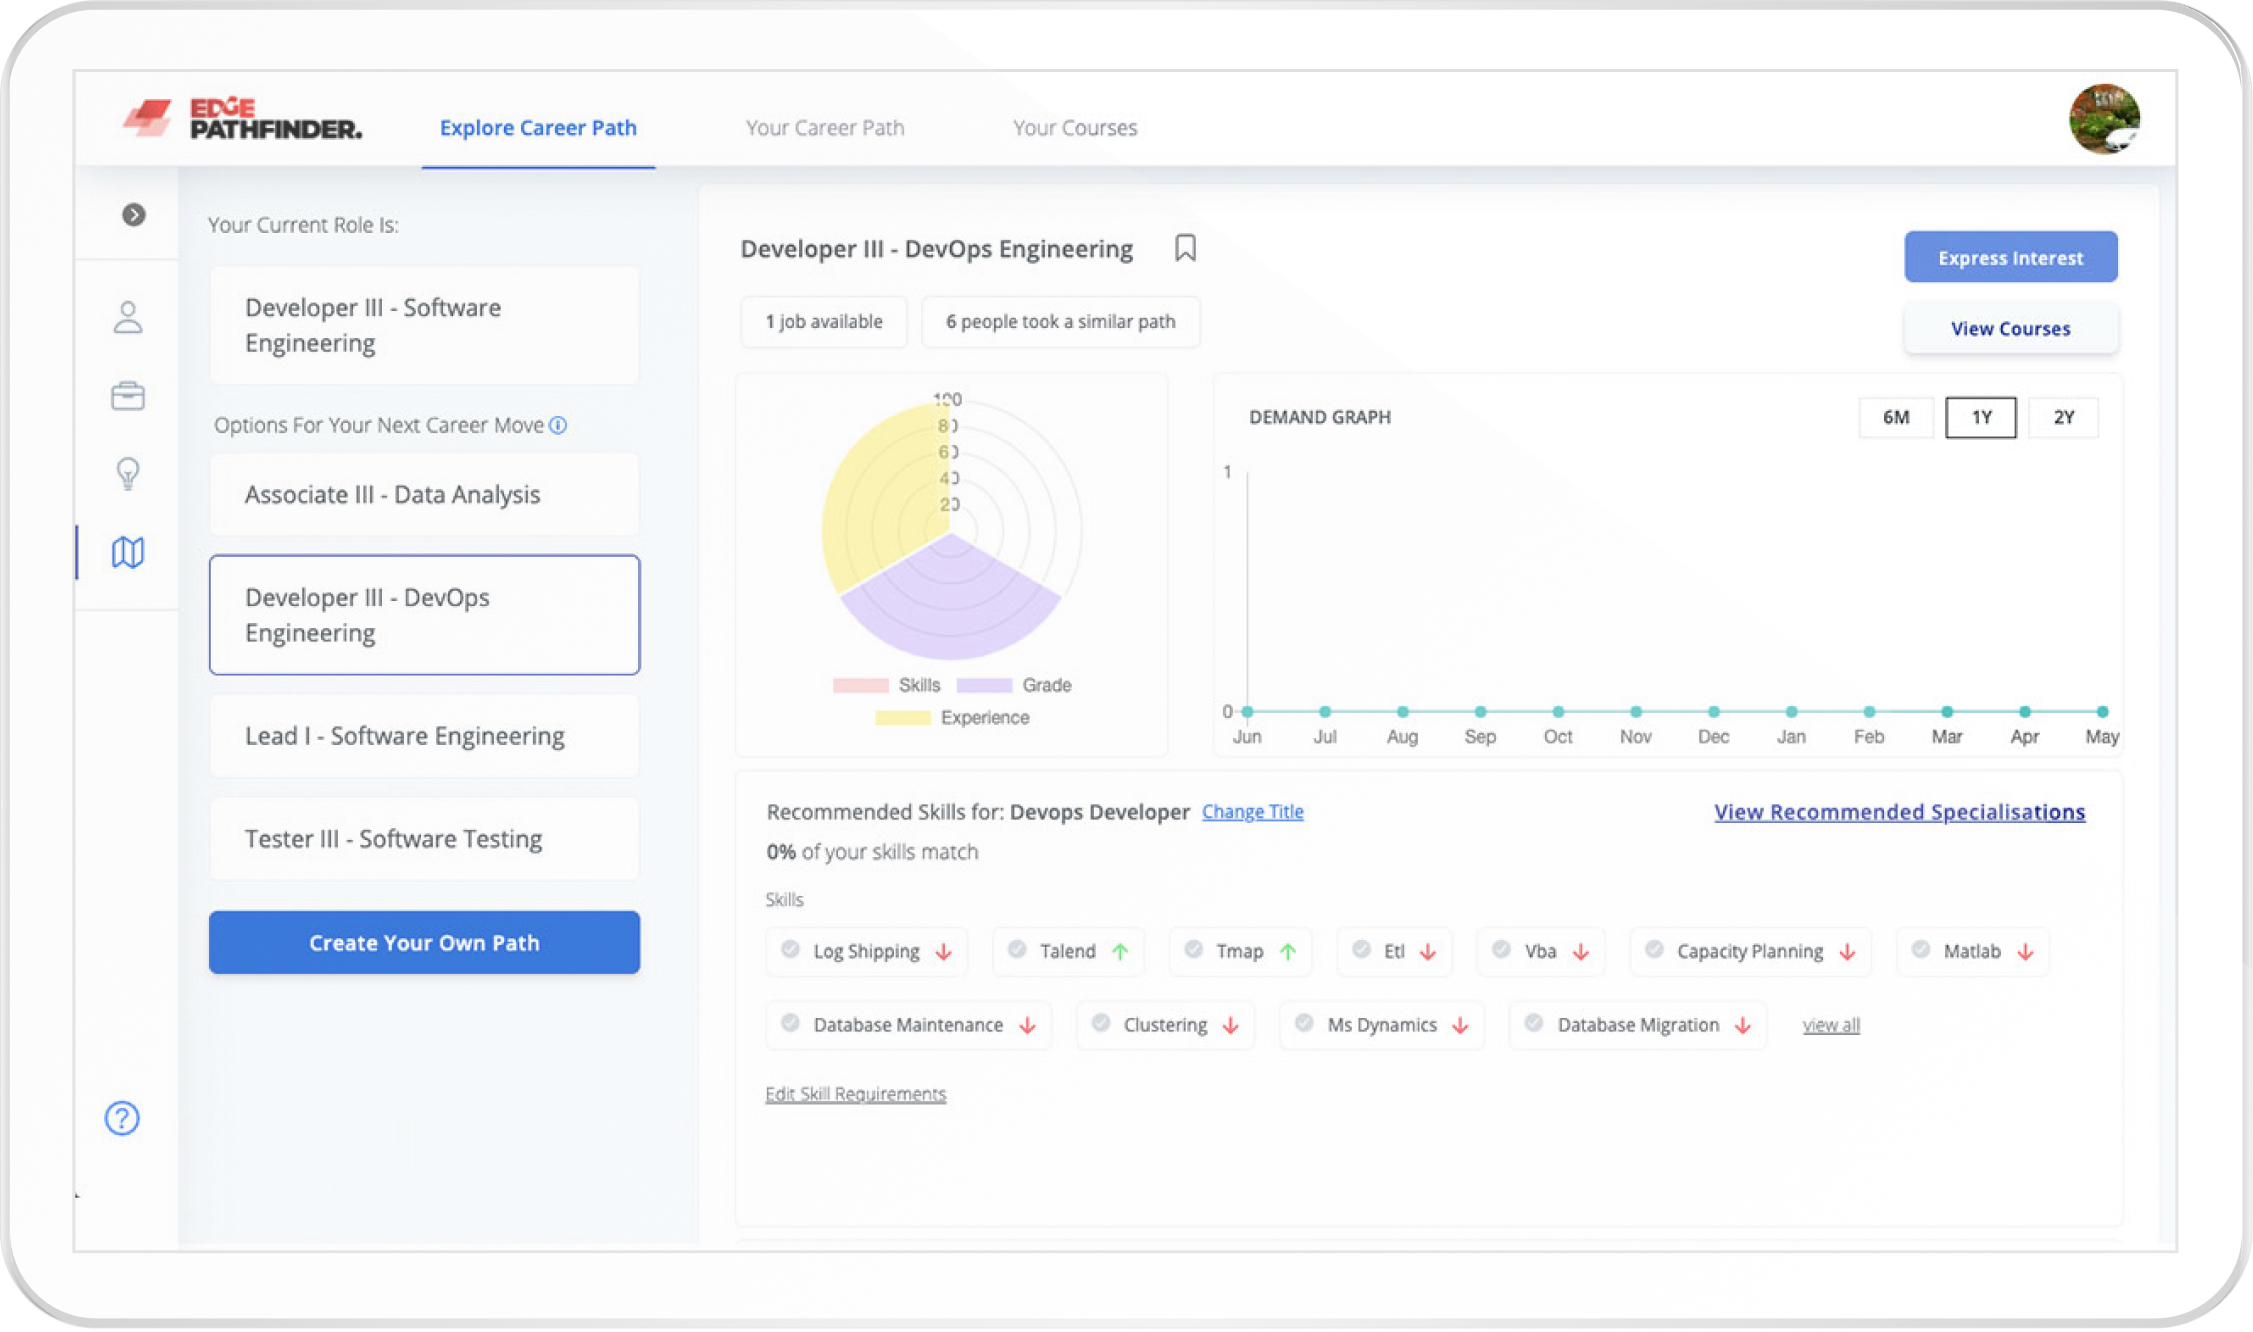 EDGE
PATHFINDER.
Explore Career Path
Your Career Path
Your Courses
Your Current Role Is:
Developer III - Software
Engineering
Options For Your Next Career Move
Associate III - Data Analysis
Developer III - DevOps
Engineering
Lead I - Software Engineering
Tester III - Software Testing
Create Your Own Path
Developer III - DevOps Engineering
Express Interest
View Courses
1 job available
6 people took a similar path
100
80
60
40
20
Skills
Grade
Experience
DEMAND GRAPH
6M
1Y
2Y
1
0
Jun
Jul
Aug
Sep
Oct
Nov
Dec
Jan
Feb
Mar
Apr
May
Recommended Skills for: Devops Developer Change Title
View Recommended Specialisations
0% of your skills match
Skills
Log Shipping
Talend
Tmap
Etl
Vba
Capacity Planning
Matlab
Database Maintenance
Clustering
Ms Dynamics
Database Migration
view all
Edit Skill Requirements
?